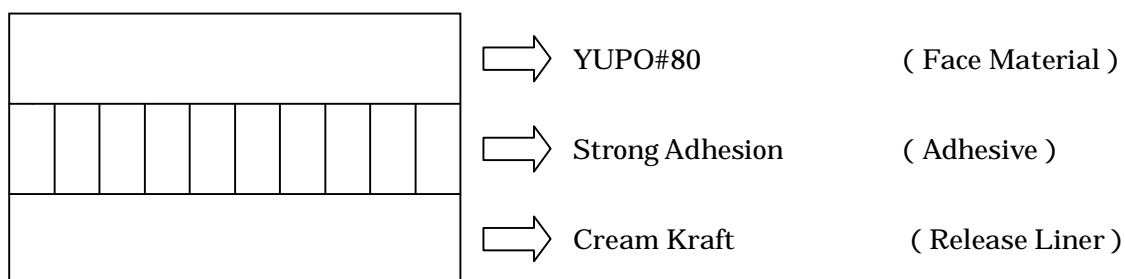 YUPO#80 ( Face Material )
Strong Adhesion ( Adhesive )
Cream Kraft ( Release Liner )